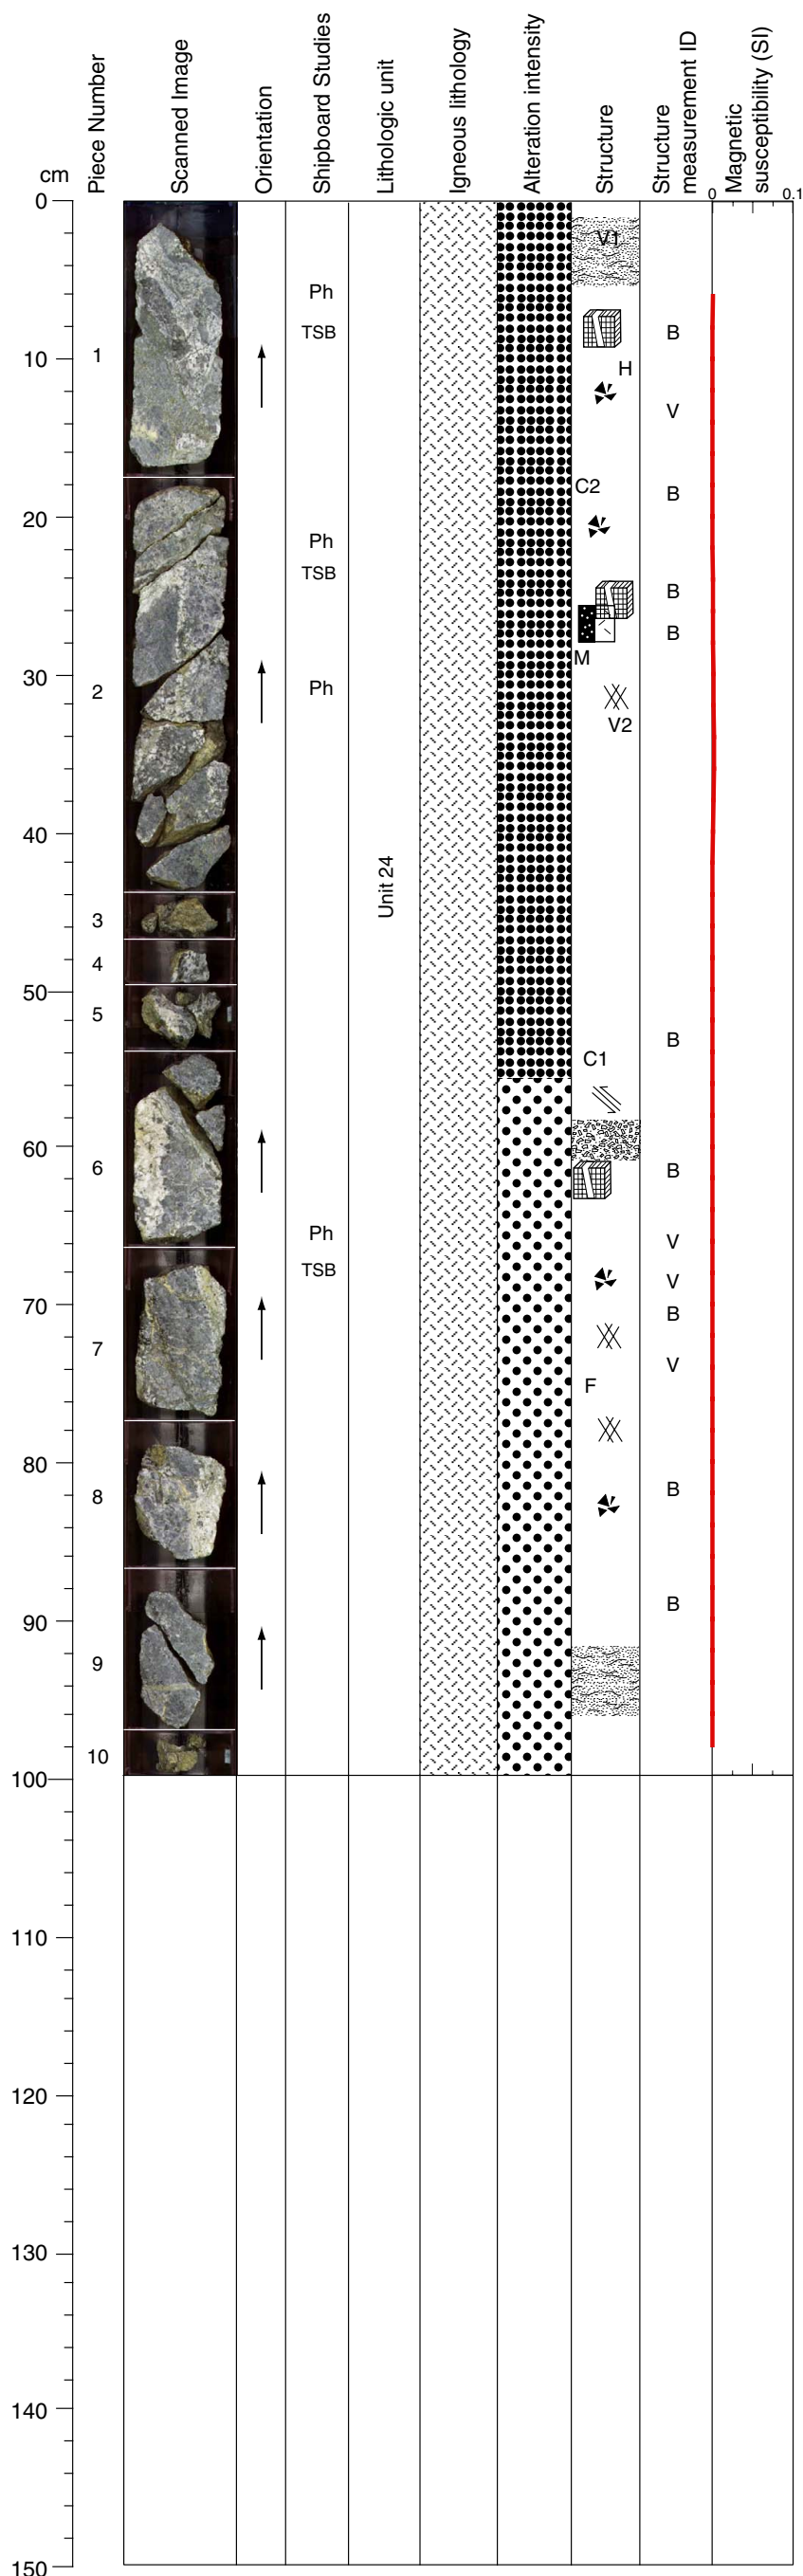 cm
Piece Number
Scanned Image
Orientation
Shipboard Studies
Lithologic unit
Igneous lithology
Alteration intensity
Structure
Structure
measurement ID
Magnetic
susceptibility (SI)
0
0.1
0
V1
Ph
TSB
B
1
10
H
V
C2
B
20
Ph
TSB
B
B
M
30
2
Ph
V2
40
Unit 24
3
4
50
5
B
C1
60
6
B
Ph
V
TSB
V
70
B
7
V
F
80
8
B
90
B
9
10
100
110
120
130
140
150